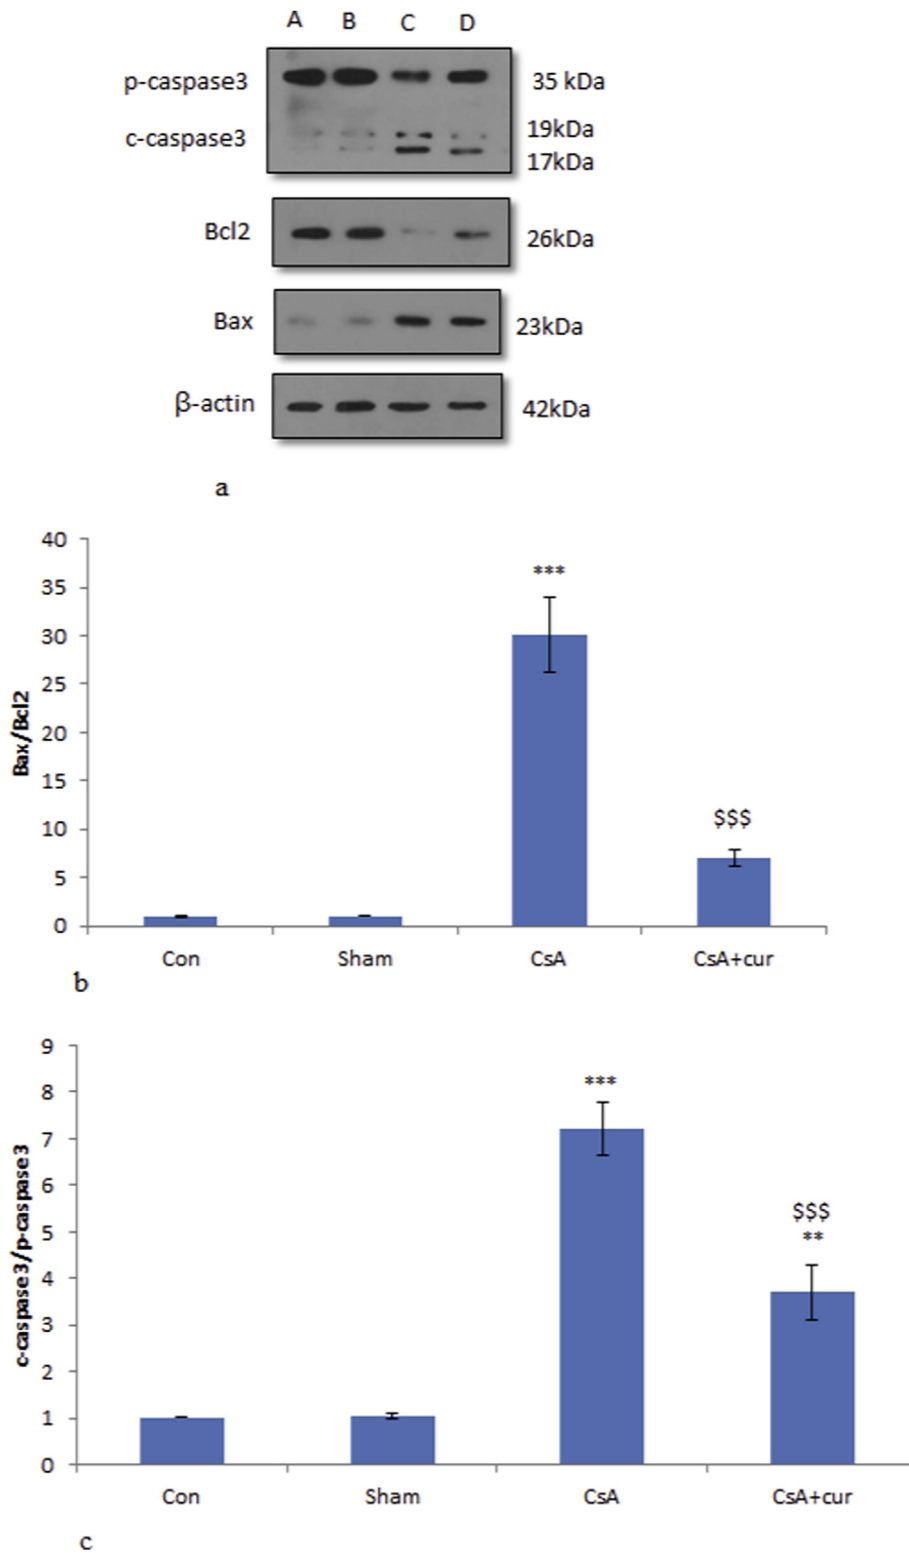 A B C D
p-caspase3 35 kDa
19kDa
c-caspase3
17kDa
Bcl2 26kDa
Bax 23kDa
β-actin 42kDa
a
40
35
***
30
25
20
15
$$$
10
5
0
Bax/Bcl2
Con Sham CsA CsA+cur
b
9
8
***
7
6
$$$
5
**
4
3
2
1
0
c-caspase3/p-caspase3
Con Sham CsA CsA+cur
c